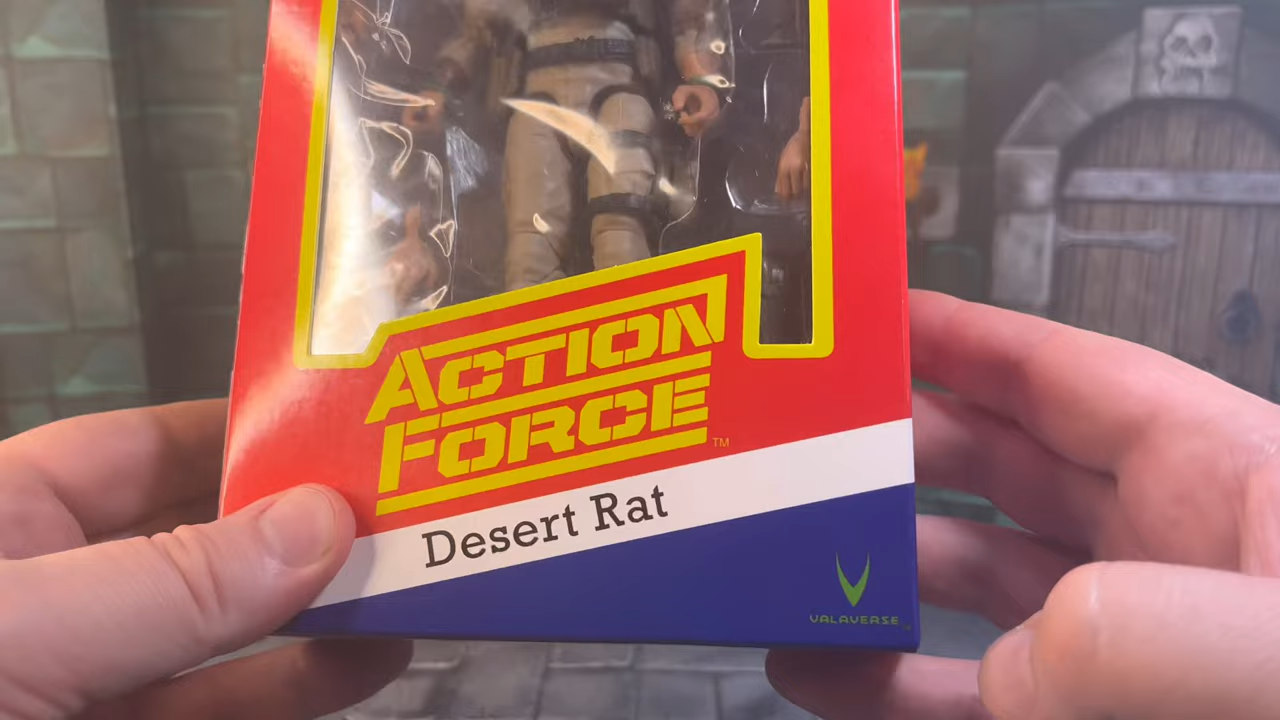 ACTION
FORCE
TM
Desert Rat
VALAVERSE